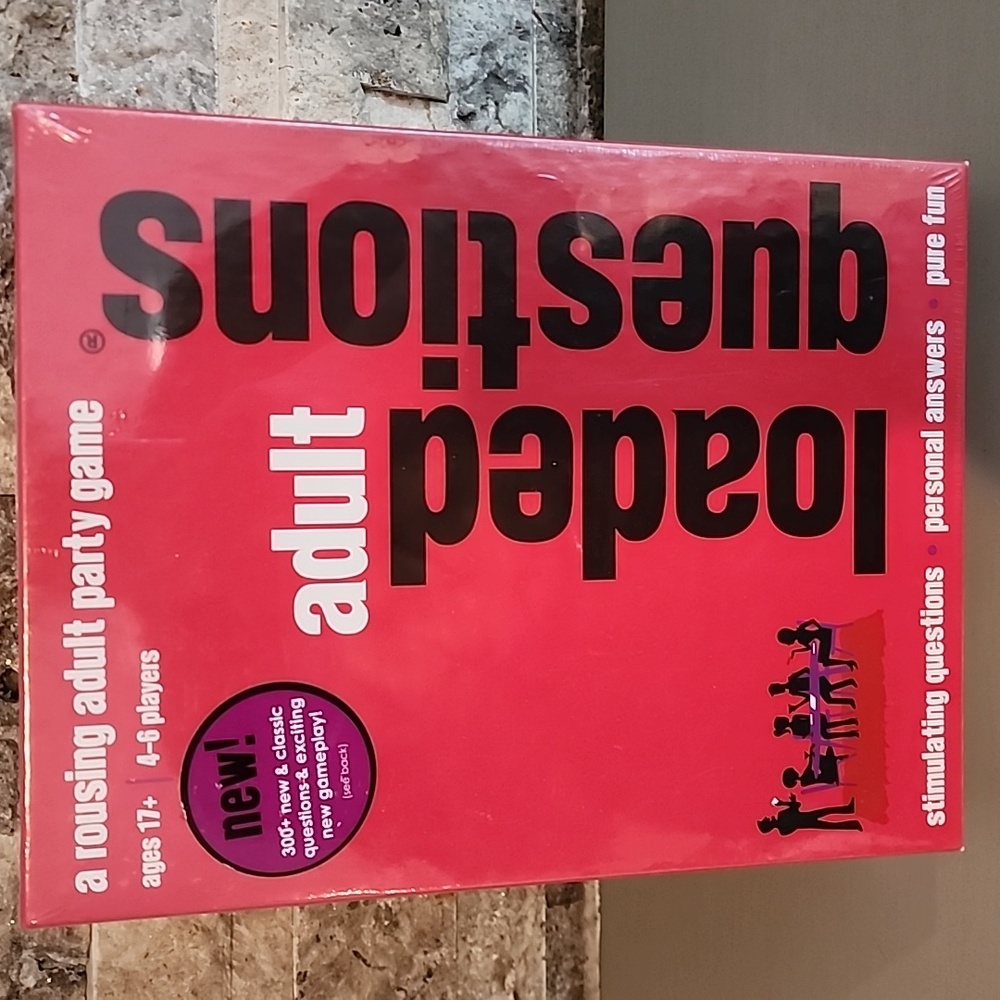 a rousing adult party game
ages 17+ | 4-6 players
new!
300+ new & classic
questions & exciting
new gameplay!
(see back)
adult
loaded
questions®
stimulating questions • personal answers • pure fun